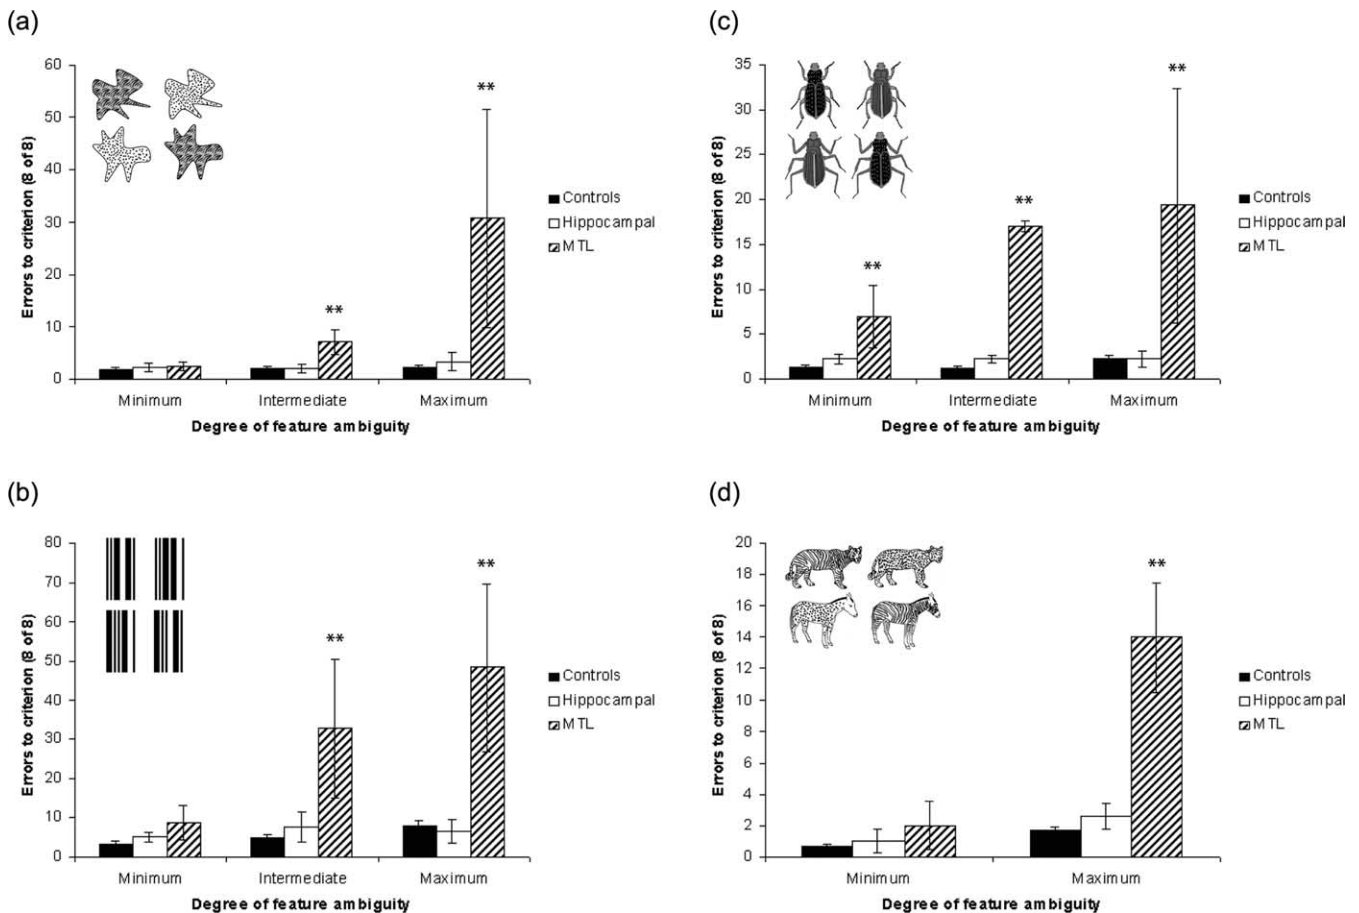 (a)
60
50
40
30
20
10
0
Errors to criterion (8 of 8)
**
**
Minimum Intermediate Maximum
Degree of feature ambiguity
Controls
Hippocampal
MTL
(c)
35
30
25
20
15
10
5
0
Errors to criterion (8 of 8)
**
**
**
Minimum Intermediate Maximum
Degree of feature ambiguity
Controls
Hippocampal
MTL
(b)
80
70
60
50
40
30
20
10
0
Errors to criterion (8 of 8)
**
**
Minimum Intermediate Maximum
Degree of feature ambiguity
Controls
Hippocampal
MTL
(d)
20
18
16
14
12
10
8
6
4
2
0
Errors to criterion (8 of 8)
**
Minimum Maximum
Degree of feature ambiguity
Controls
Hippocampal
MTL